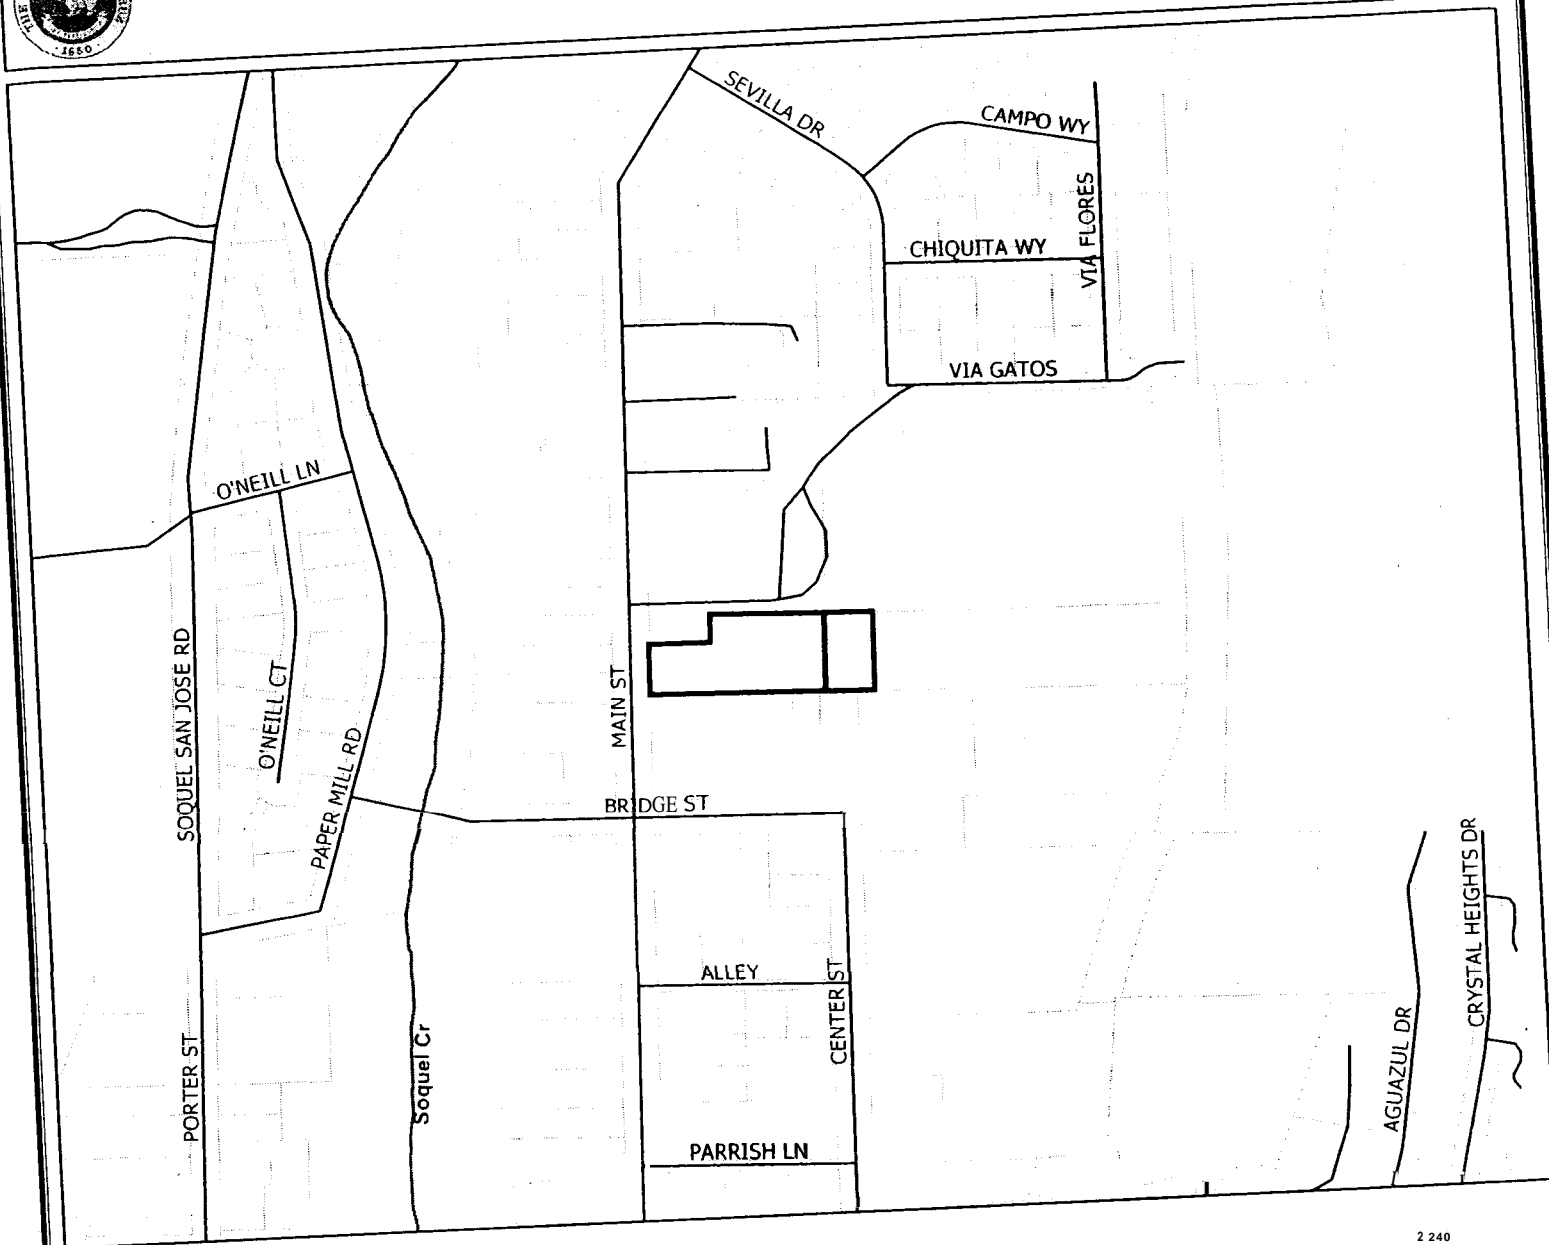 THE
1850
SEVILLA DR
CAMPO WY
VIA FLORES
CHIQUITA WY
VIA GATOS
O'NEILL LN
SOQUEL SAN JOSE RD
O'NEILL CT
PAPER MILL RD
MAIN ST
BRIDGE ST
ALLEY
CENTER ST
CRYSTAL HEIGHTS DR
AGUAZUL DR
PORTER ST
Soquel Cr
PARRISH LN
2 240